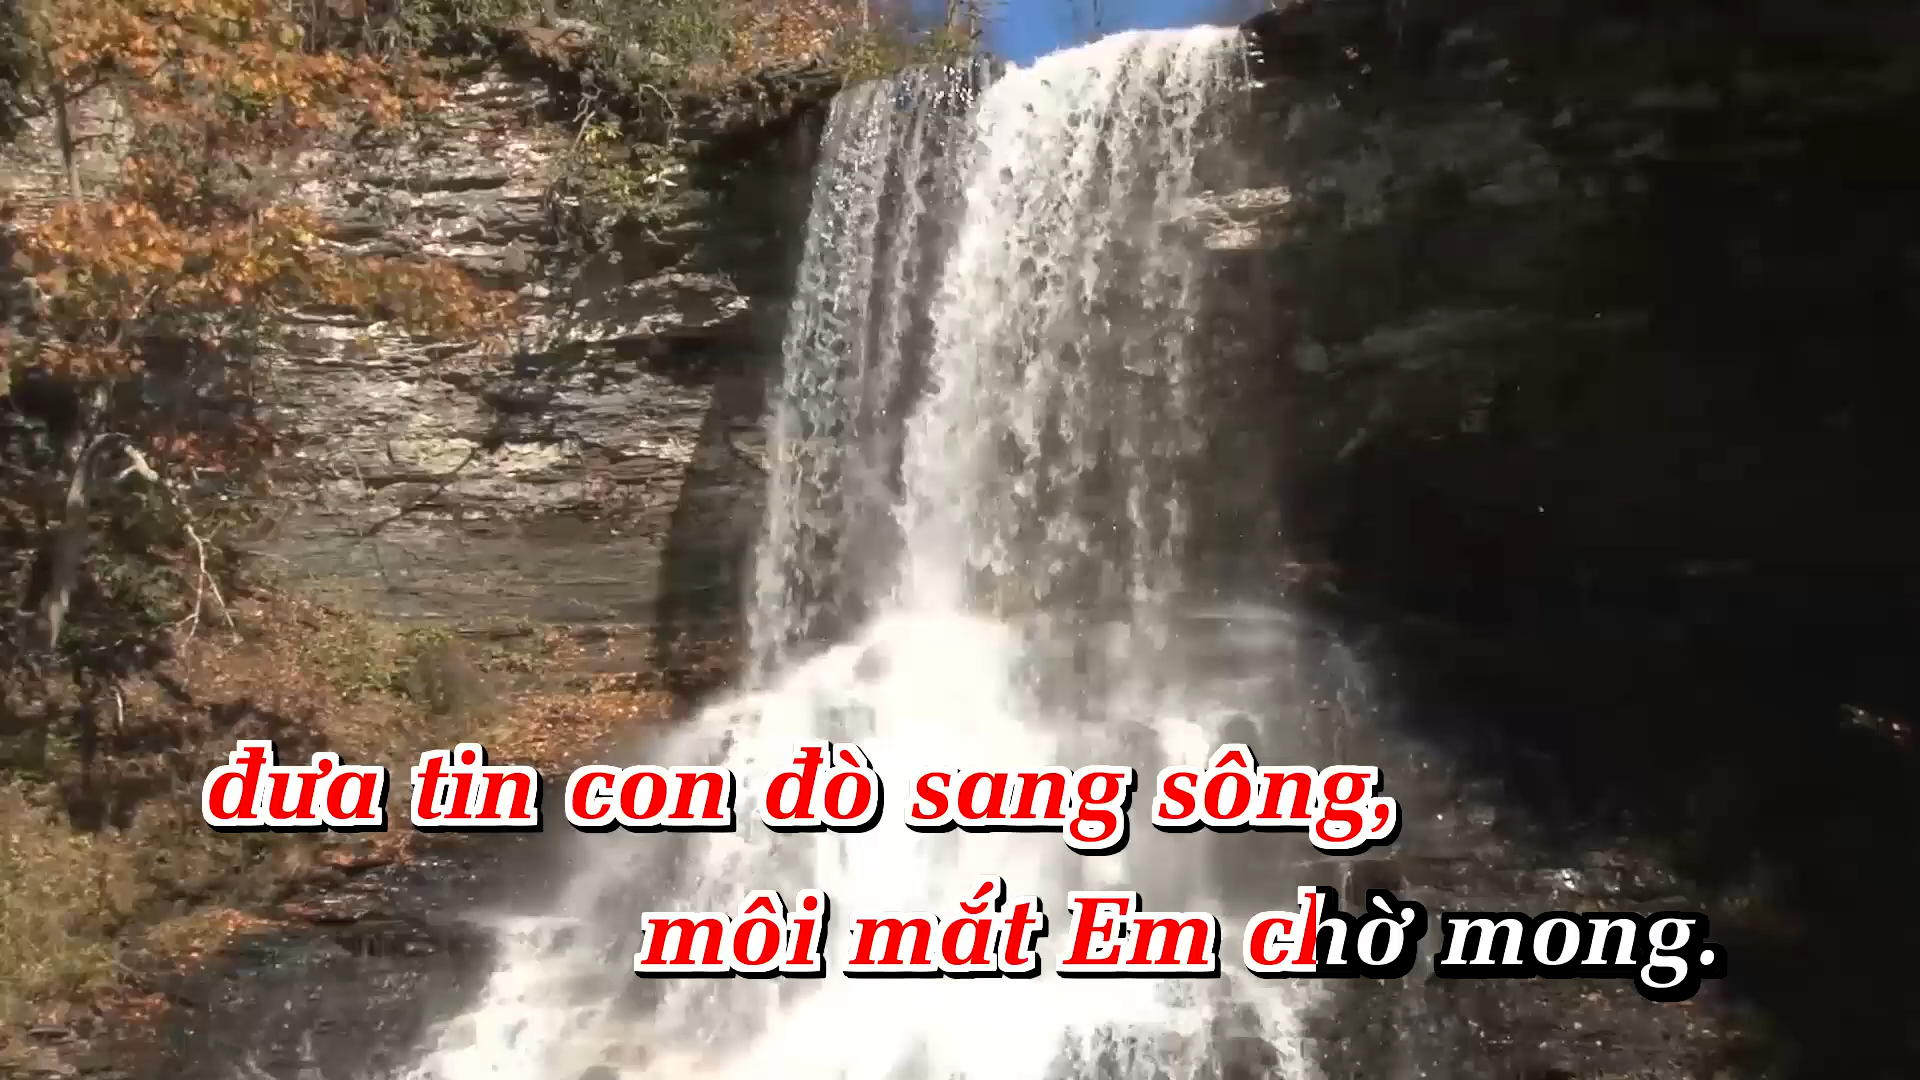 đưa tin con đò sang sông,
môi mắt Em chờ mong.